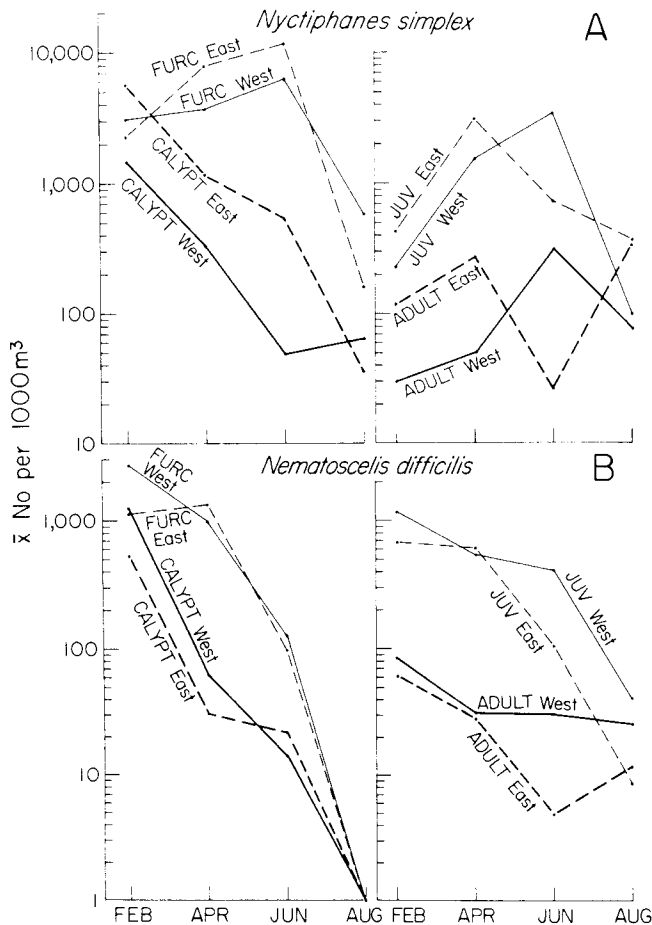 Nyctiphanes simplex
A
10,000
1,000
100
10
FURC East
FURC West
CALYPT East
CALYPT West
JUV East
JUV West
ADULT East
ADULT West
x̄ No per 1000m³
Nematoscelis difficilis
B
1,000
100
10
1
FURC
West
FURC
East
CALYPT West
CALYPT East
JUV West
JUV East
ADULT West
ADULT East
FEB APR JUN AUG FEB APR JUN AUG